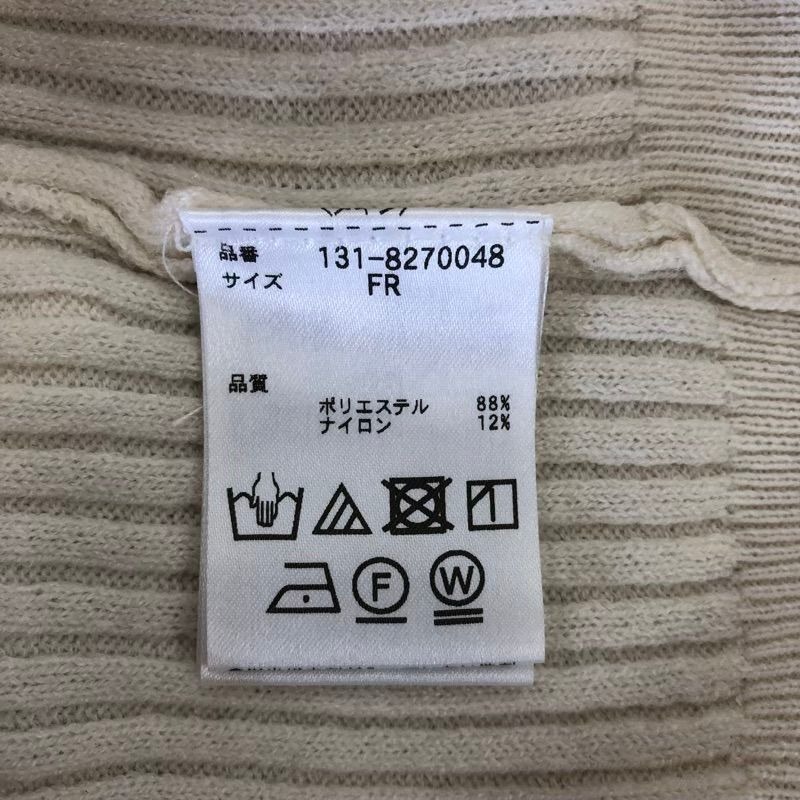 品番 131-8270048
サイズ FR
品質
ポリエステル 88%
ナイロン 12%
F W